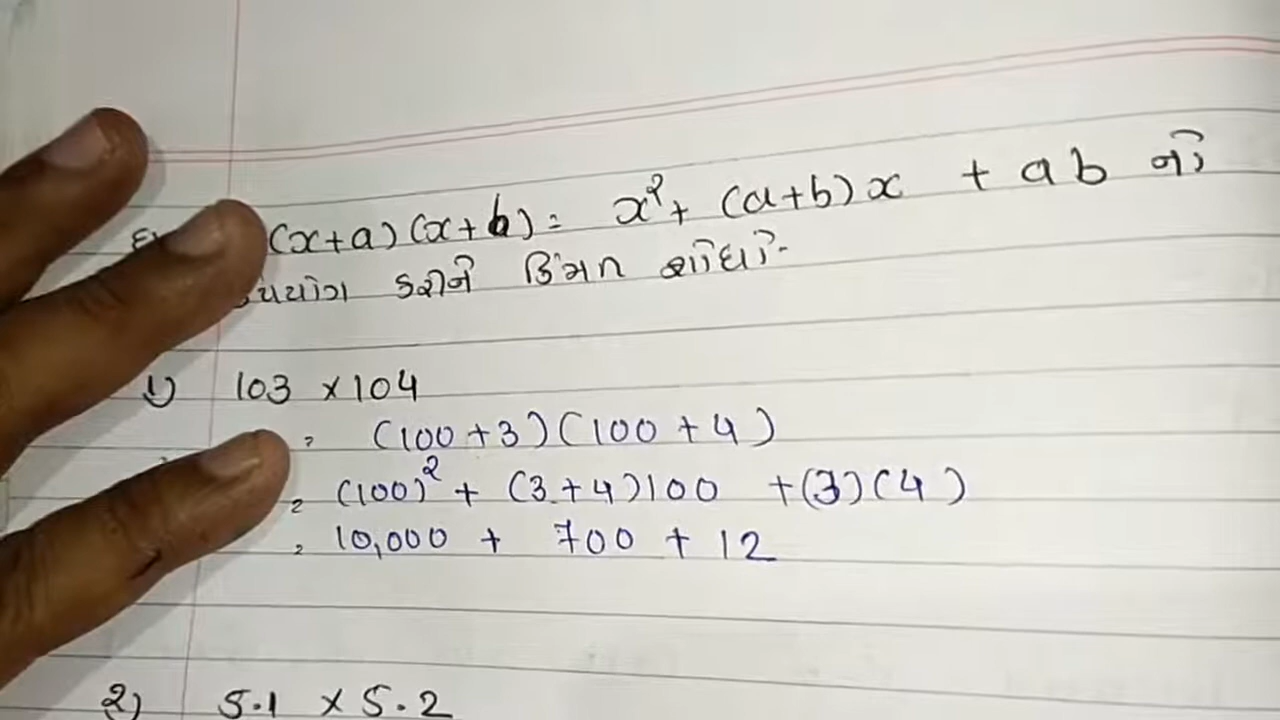 (x+a)(x+b) = x² + (a+b)x + ab નો
ઉપયોગ કરીને કિંમત શોધો.
1) 103 × 104
= (100+3)(100+4)
= (100)² + (3+4)100 + (3)(4)
= 10,000 + 700 + 12
2) 5.1 × 5.2